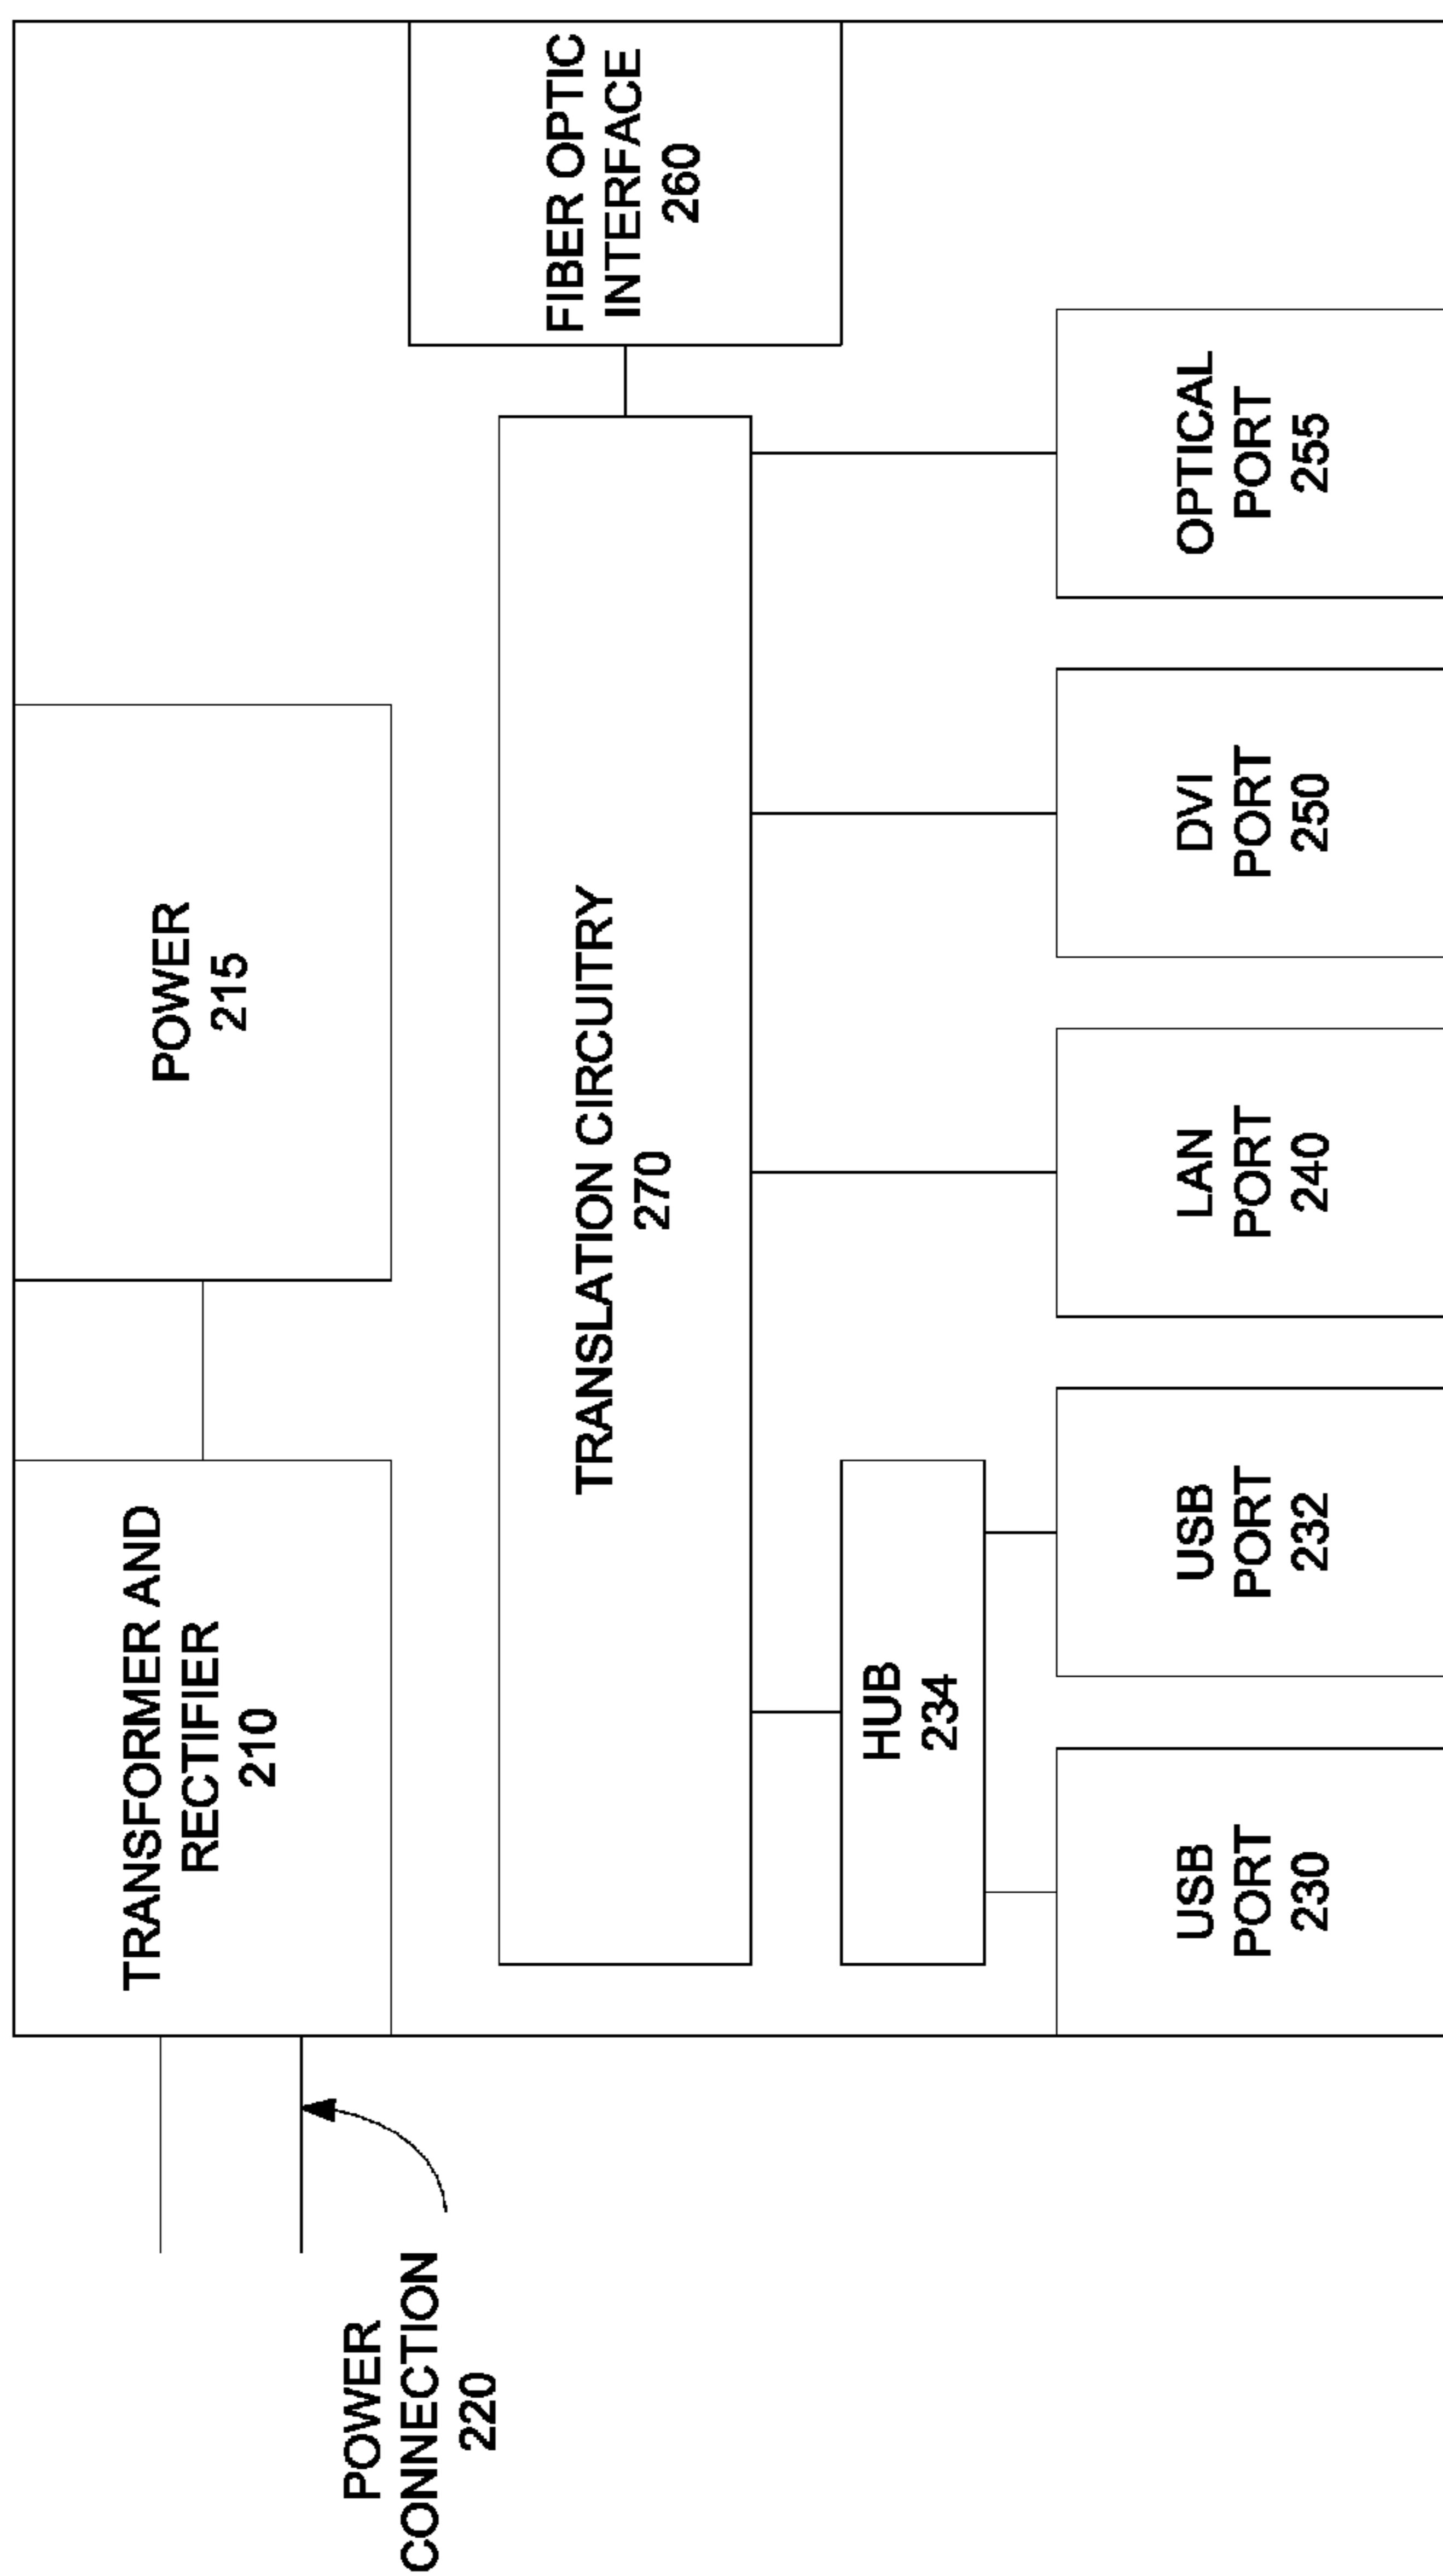 TRANSFORMER AND
RECTIFIER
210
POWER
215
POWER
CONNECTION
220
FIBER OPTIC
INTERFACE
260
TRANSLATION CIRCUITRY
270
HUB
234
USB
PORT
230
USB
PORT
232
LAN
PORT
240
DVI
PORT
250
OPTICAL
PORT
255